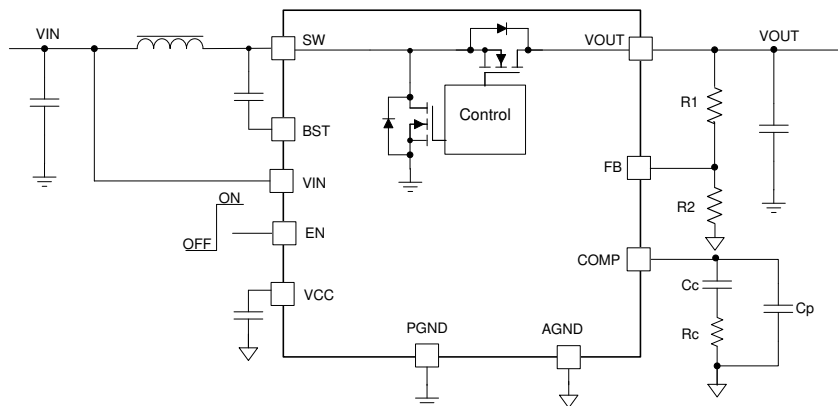 VIN
SW
VOUT
VOUT
R1
Control
BST
FB
VIN
ON
R2
EN
OFF
COMP
VCC
Cc
Cp
PGND
AGND
Rc